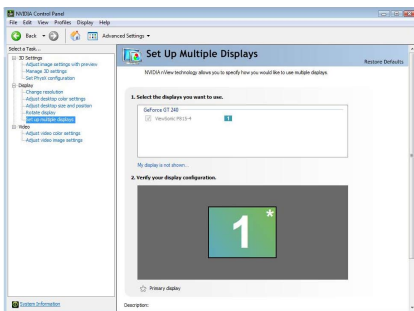 NVIDIA Control Panel
File Edit View Profiles Display Help
Back Advanced Settings
Select a Task...
3D Settings
Adjust image settings with preview
Manage 3D settings
Set PhysX configuration
Display
Change resolution
Adjust desktop color settings
Adjust desktop size and position
Rotate display
Set up multiple displays
Video
Adjust video color settings
Adjust video image settings
System Information
Set Up Multiple Displays
Restore Defaults
NVIDIA nView technology allows you to specify how you would like to use multiple displays.
1. Select the displays you want to use.
GeForce GT 240
1
My display is not shown...
2. Verify your display configuration.
1 *
Primary display
Description: